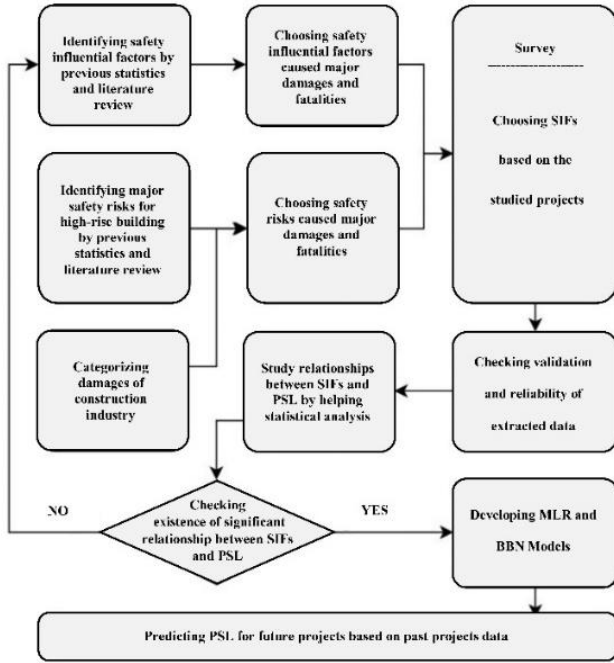 Identifying safety
influential factors by
previous statistics
and literature
review
Choosing safety
influential factors
caused major
damages and
fatalities
Survey
Choosing SIFs
based on the
studied projects
Identifying major
safety risks for
high-rise building
by previous
statistics and
literature review
Choosing safety
risks caused major
damages and
fatalities
Categorizing
damages of
construction
industry
Study relationships
between SIFs and
PSL by helping
statistical analysis
Checking validation
and reliability of
extracted data
NO
Checking
existence of significant
relationship between SIFs
and PSL
YES
Developing MLR and
BBN Models
Predicting PSL for future projects based on past projects data